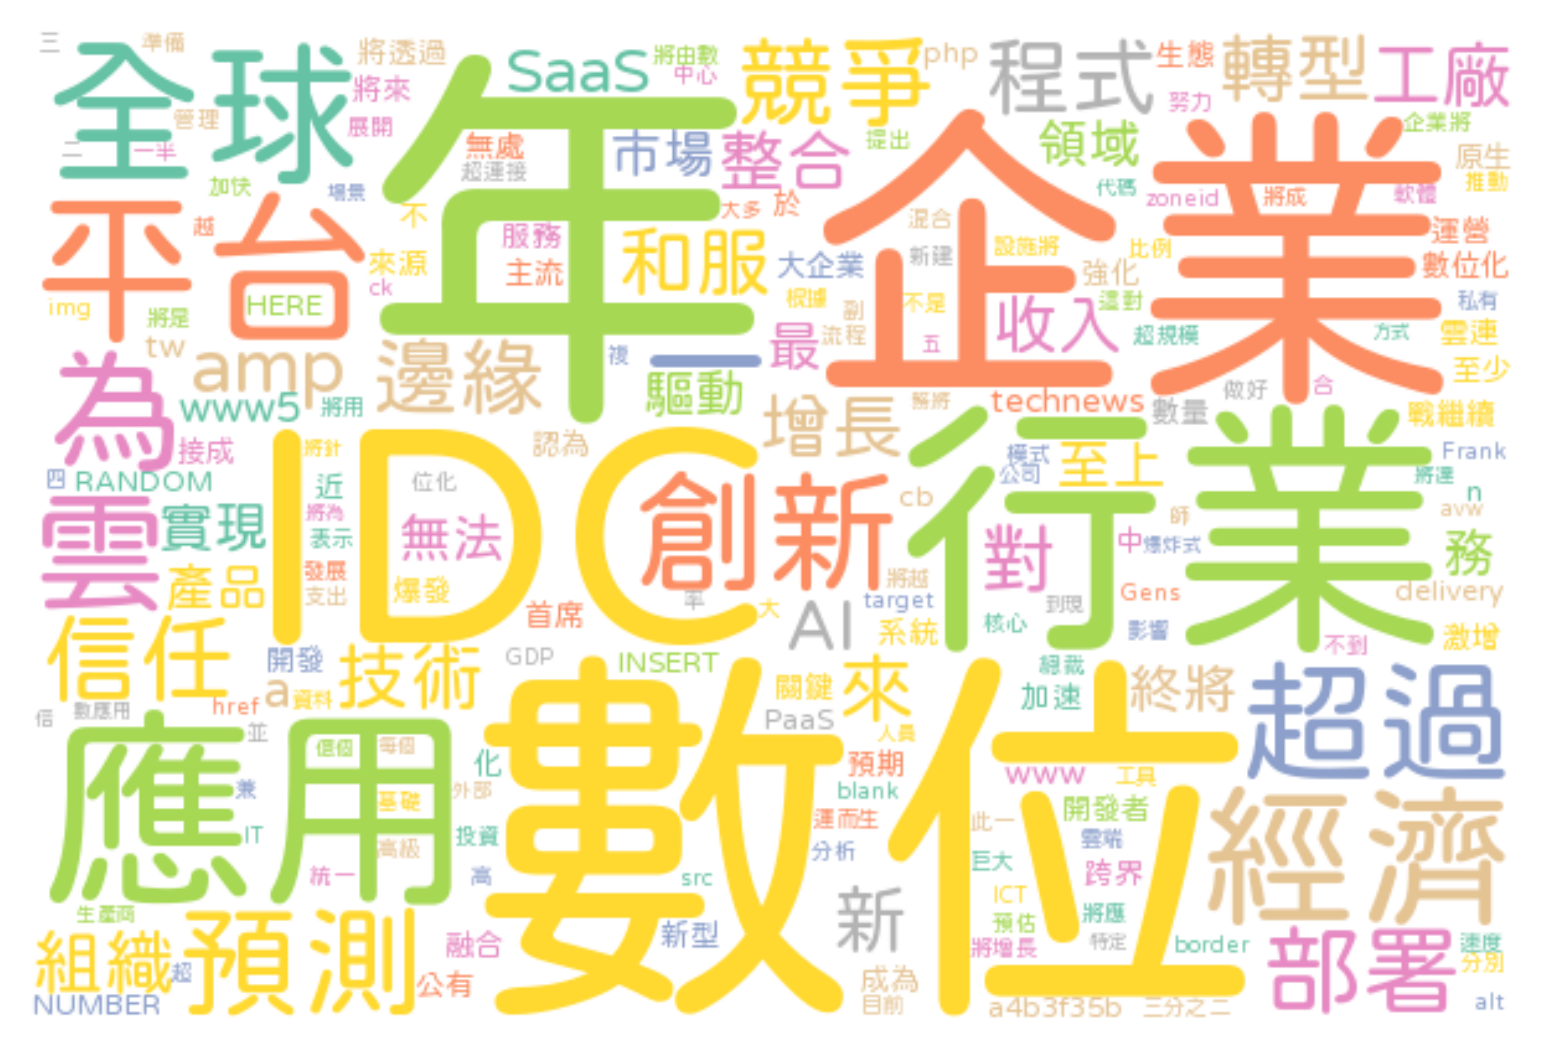 三 準備 將透過 SaaS 將由數 中心 競爭 php 程式 生態 轉型 工廠
全球 將來 年 努力
管理 展開 無處 市場 整合 提出 領域 企業 企業將
二 一半 超連接 原生 推動
加快 場景 代碼 zoneid 將成 軟體
平台 越 不 服務 大多 於 混合 運營
來源 主流 和服 大企業 新建 設施將 比例 數位化
img HERE ck 根據 副 不是 強化 這對 私有
將是 最 流程 五 收入 超規模 方式 雲連
tw amp 邊緣 複 一 至少
為 www5 將用 驅動 增長 務將 technews 數量 做好 合 戰繼續
接成 將針 認為 行業 模式 至上 Frank
四 RANDOM 近 位化 IDC 創新 cb 公司 將達 n
雲 實現 將為 表示 無法 對 師 avw
中 爆炸式 務
產品 發展 支出 爆發 首席 率 大 將越 target 到現 Gens delivery
信任 AI 系統 核心 影響 不到 激增
開發 技術 GDP INSERT 來 總裁 終將 超過
a 資料 關鍵 加速
信 數應用 href PaaS 人員
應用 並 這個 每個 化 數位 預期 www 工具
兼 基礎 外部 blank 開發者 經濟
IT 高級 投資 運而生 此一 雲端
統一 高 src 分析 巨大 跨界
生產商 新 ICT 將應
組織 預測 融合 新型 預估 將增長 特定 border 部署 速度
超 公有 成為 分別
NUMBER 目前 a4b3f35b 三分之二 alt